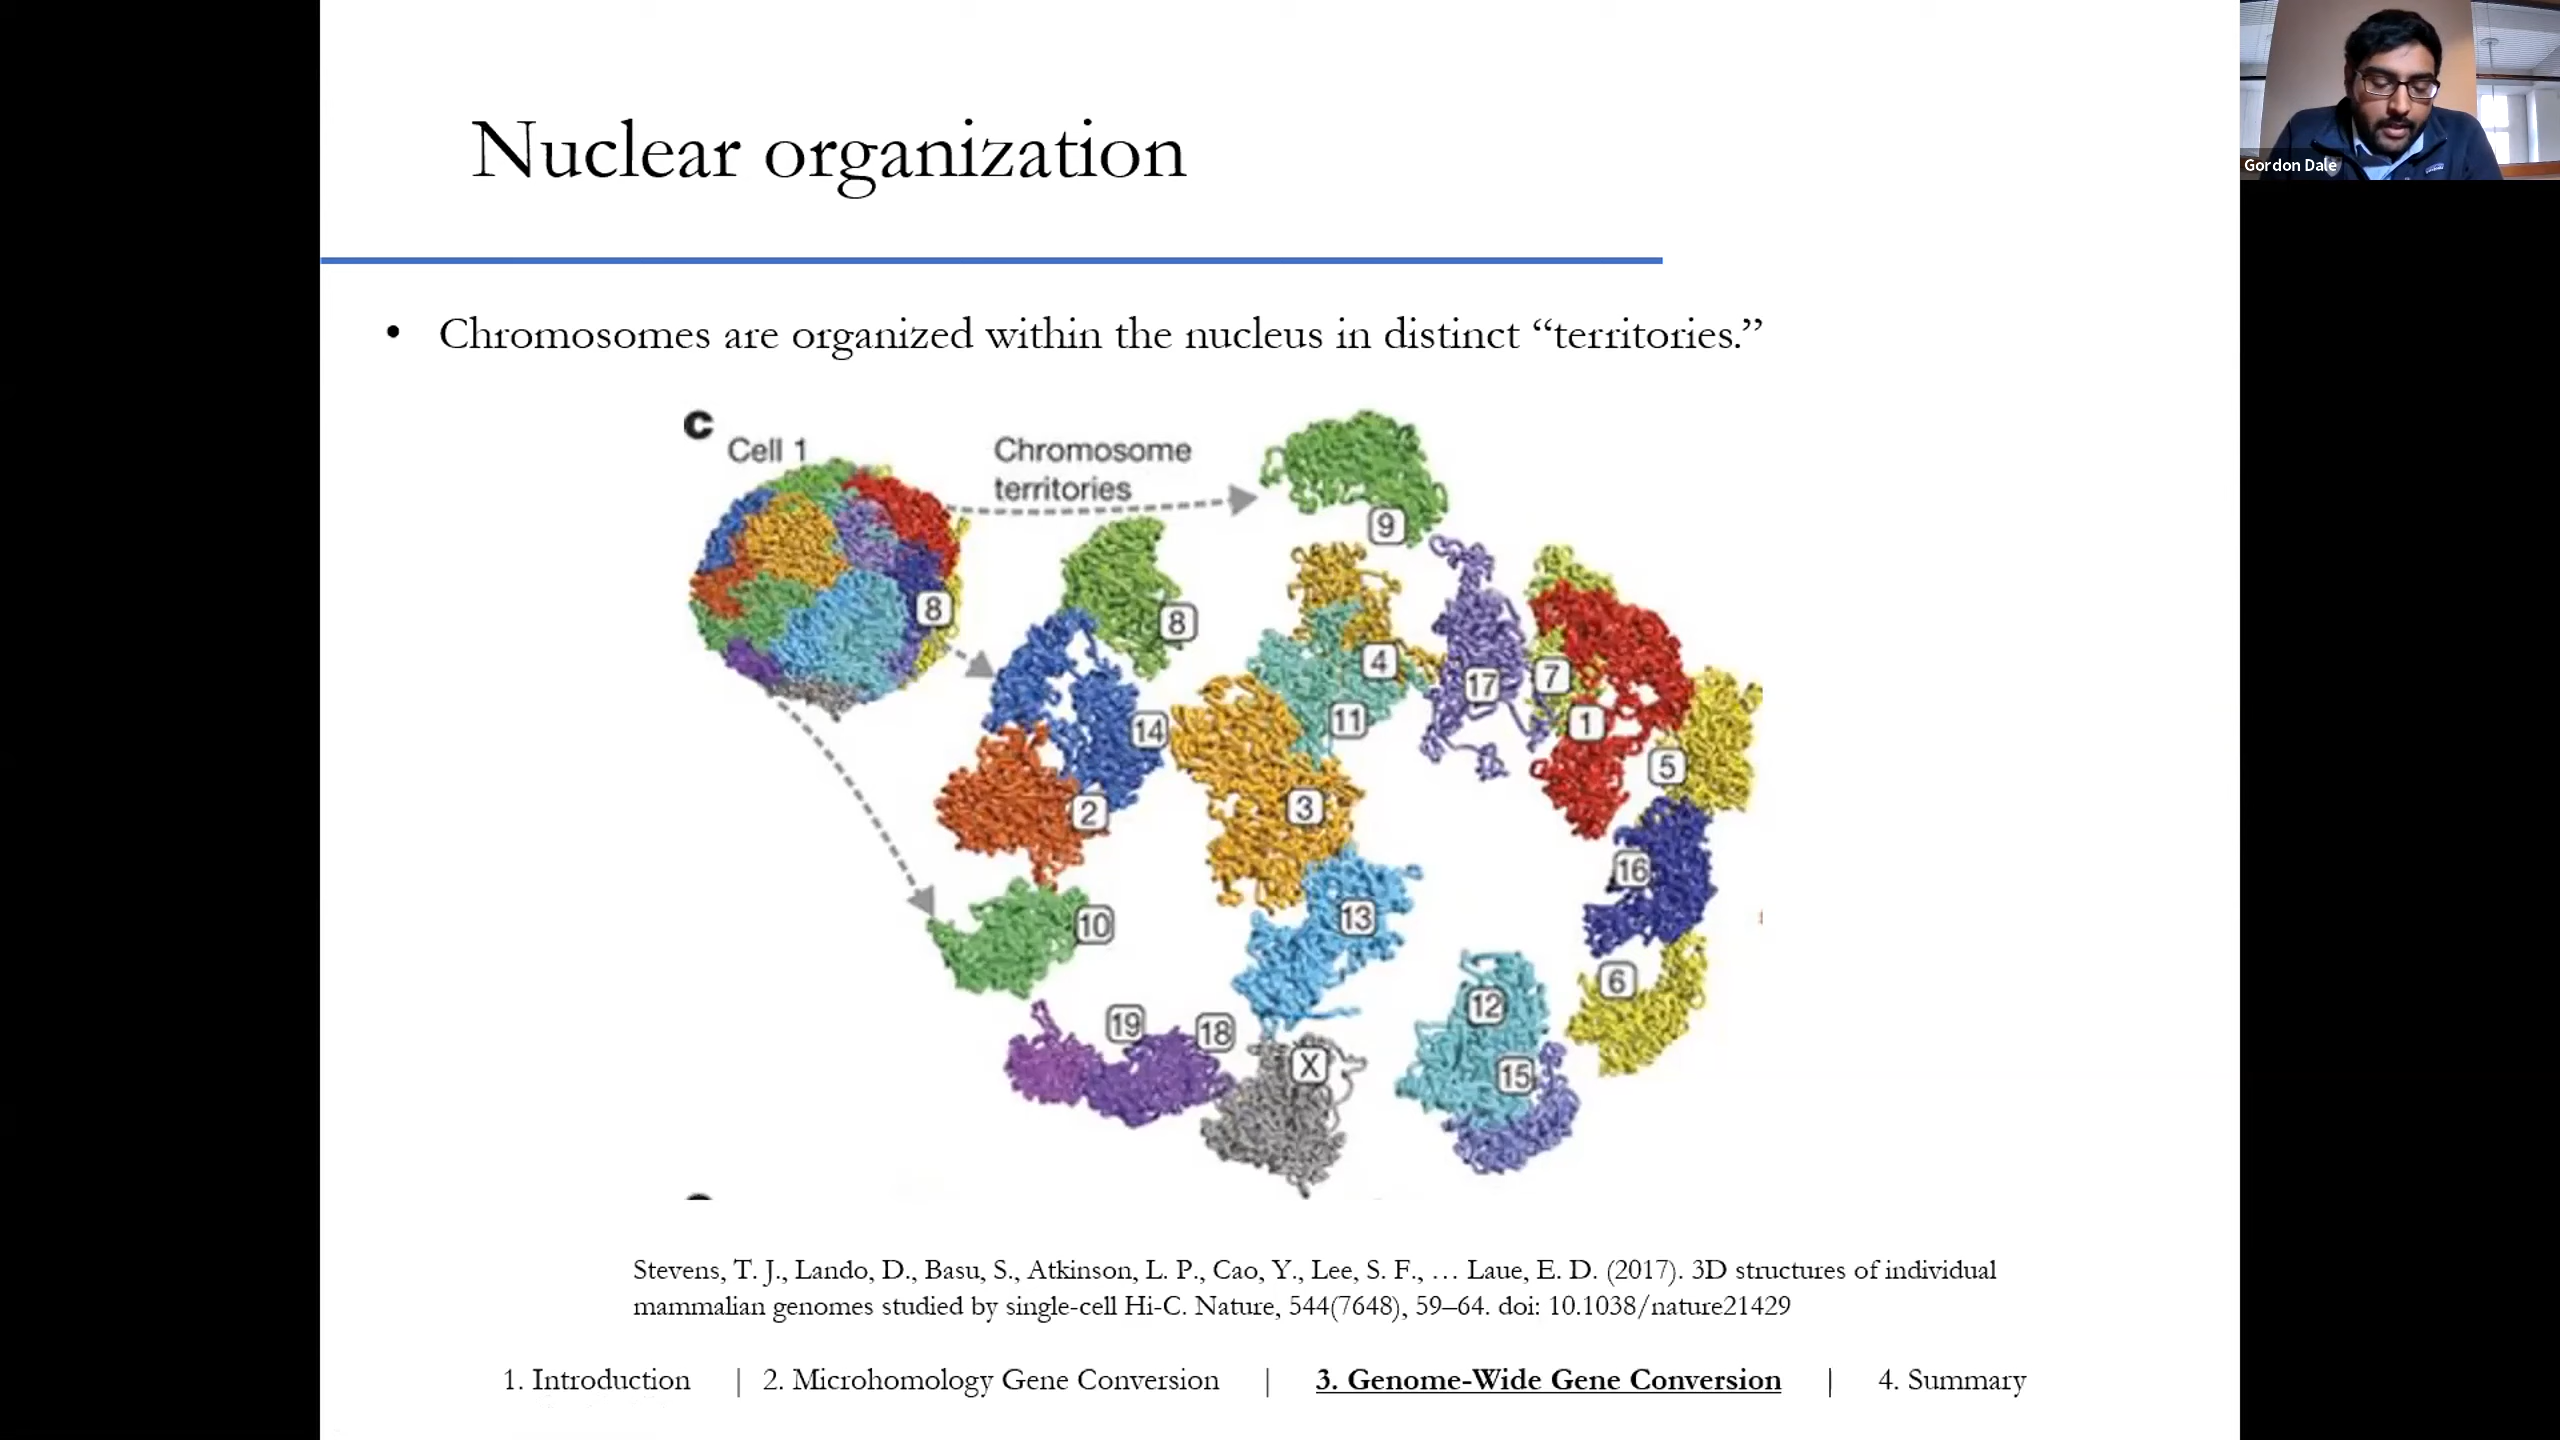 Nuclear organization
Gordon Dale
• Chromosomes are organized within the nucleus in distinct “territories.”
c
Cell 1
Chromosome
territories
9
8
8
4
17
7
14
11
1
5
2
3
16
10
13
6
12
19
18
X
15
Stevens, T. J., Lando, D., Basu, S., Atkinson, L. P., Cao, Y., Lee, S. F., … Laue, E. D. (2017). 3D structures of individual
mammalian genomes studied by single-cell Hi-C. Nature, 544(7648), 59–64. doi: 10.1038/nature21429
1. Introduction | 2. Microhomology Gene Conversion | 3. Genome-Wide Gene Conversion | 4. Summary